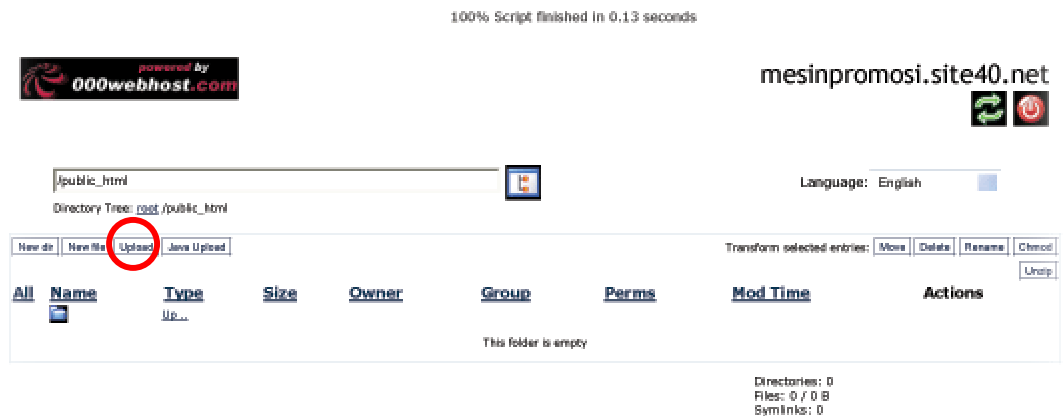 100% Script finished in 0.13 seconds
powered by
000webhost.com
mesinpromosi.site40.net
/public_html
Language: English
Directory Tree: root /public_html
New dir New file Upload Java Upload Transform selected entries: Move Delete Rename Chmod
Unzip
All Name Type Size Owner Group Perms Mod Time Actions
Up ..
This folder is empty
Directories: 0
Files: 0 / 0 B
Symlinks: 0